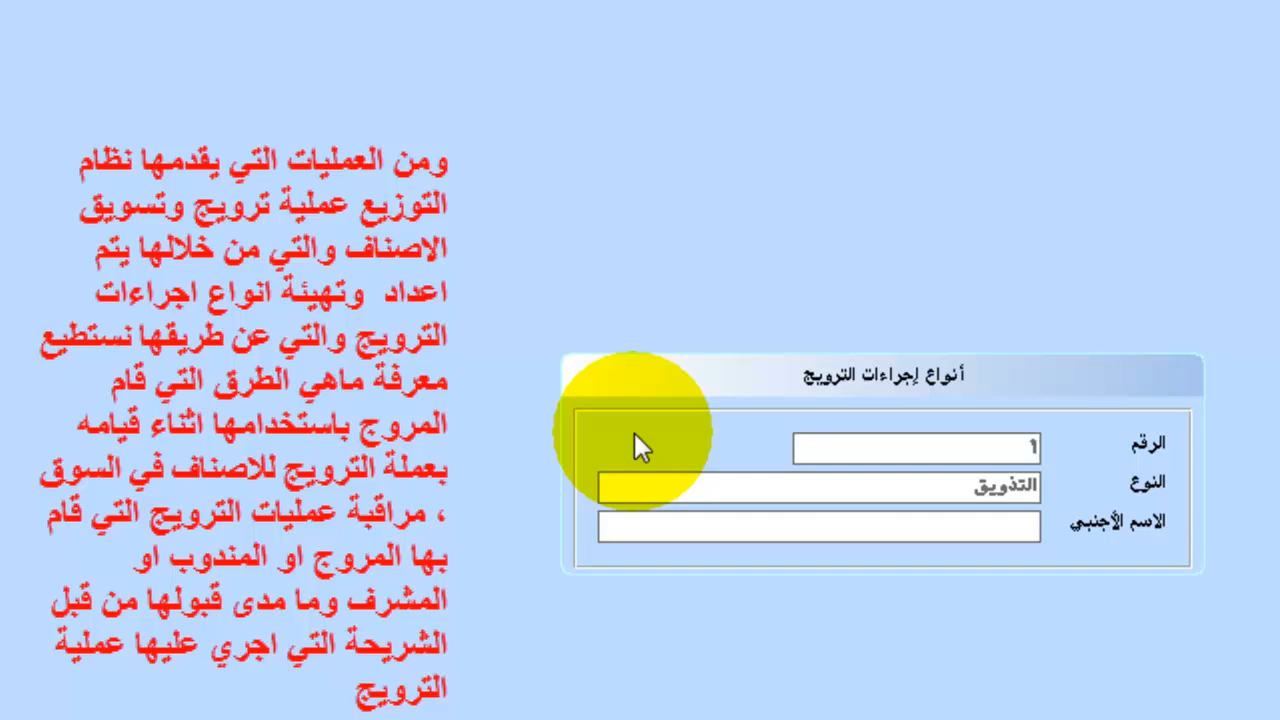 ومن العمليات التي يقدمها نظام
التوزيع عملية ترويج وتسويق
الاصناف والتي من خلالها يتم
اعداد وتهيئة انواع اجراءات
الترويج والتي عن طريقها نستطيع
معرفة ماهي الطرق التي قام
المروج باستخدامها اثناء قيامه
بعملة الترويج للاصناف في السوق
، مراقبة عمليات الترويج التي قام
بها المروج او المندوب او
المشرف وما مدى قبولها من قبل
الشريحة التي اجري عليها عملية
الترويج
أنواع إجراءات الترويج
الرقم ١
النوع التذويق
الاسم الأجنبي